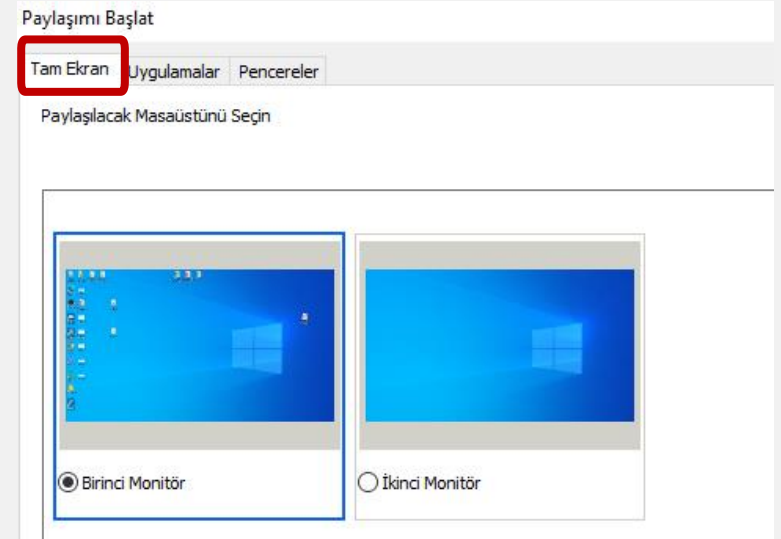 Paylaşımı Başlat
Tam Ekran Uygulamalar Pencereler
Paylaşılacak Masaüstünü Seçin
Birinci Monitör İkinci Monitör